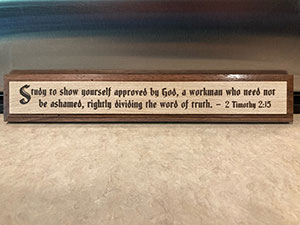 Study to show yourself approved by God, a workman who need not
be ashamed, rightly dividing the word of truth. – 2 Timothy 2:15